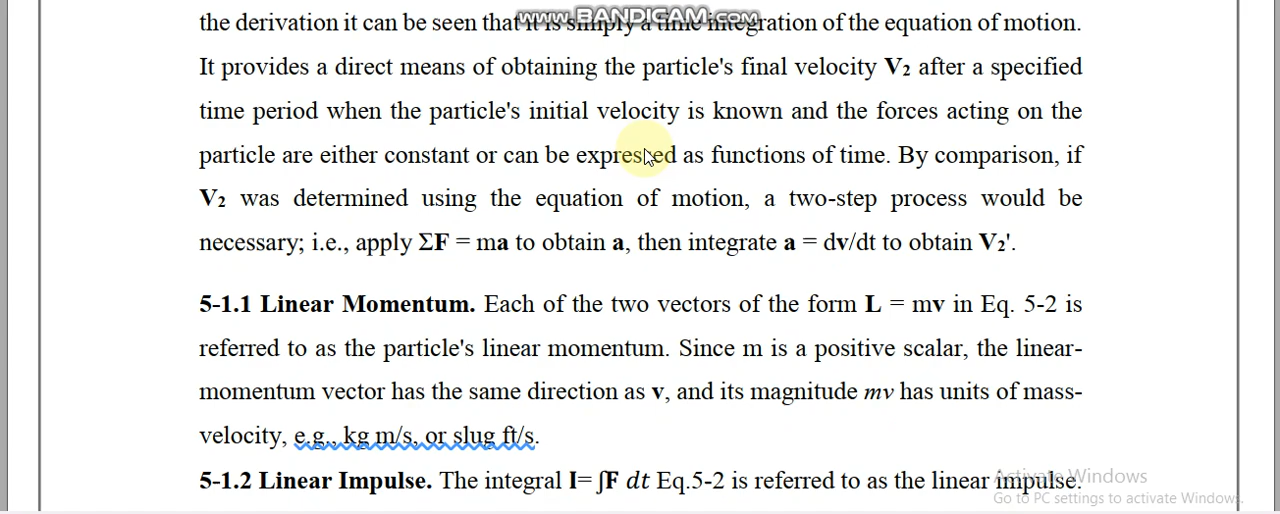 www.BANDICAM.com
the derivation it can be seen that it is simply a time integration of the equation of motion.
It provides a direct means of obtaining the particle's final velocity V₂ after a specified
time period when the particle's initial velocity is known and the forces acting on the
particle are either constant or can be expressed as functions of time. By comparison, if
V₂ was determined using the equation of motion, a two-step process would be
necessary; i.e., apply ΣF = ma to obtain a, then integrate a = dv/dt to obtain V₂'.
5-1.1 Linear Momentum. Each of the two vectors of the form L = mv in Eq. 5-2 is
referred to as the particle's linear momentum. Since m is a positive scalar, the linear-
momentum vector has the same direction as v, and its magnitude mv has units of mass-
velocity, e.g., kg m/s, or slug ft/s.
5-1.2 Linear Impulse. The integral I= ∫F dt Eq.5-2 is referred to as the linear impulse.
Activate Windows
Go to PC settings to activate Windows.